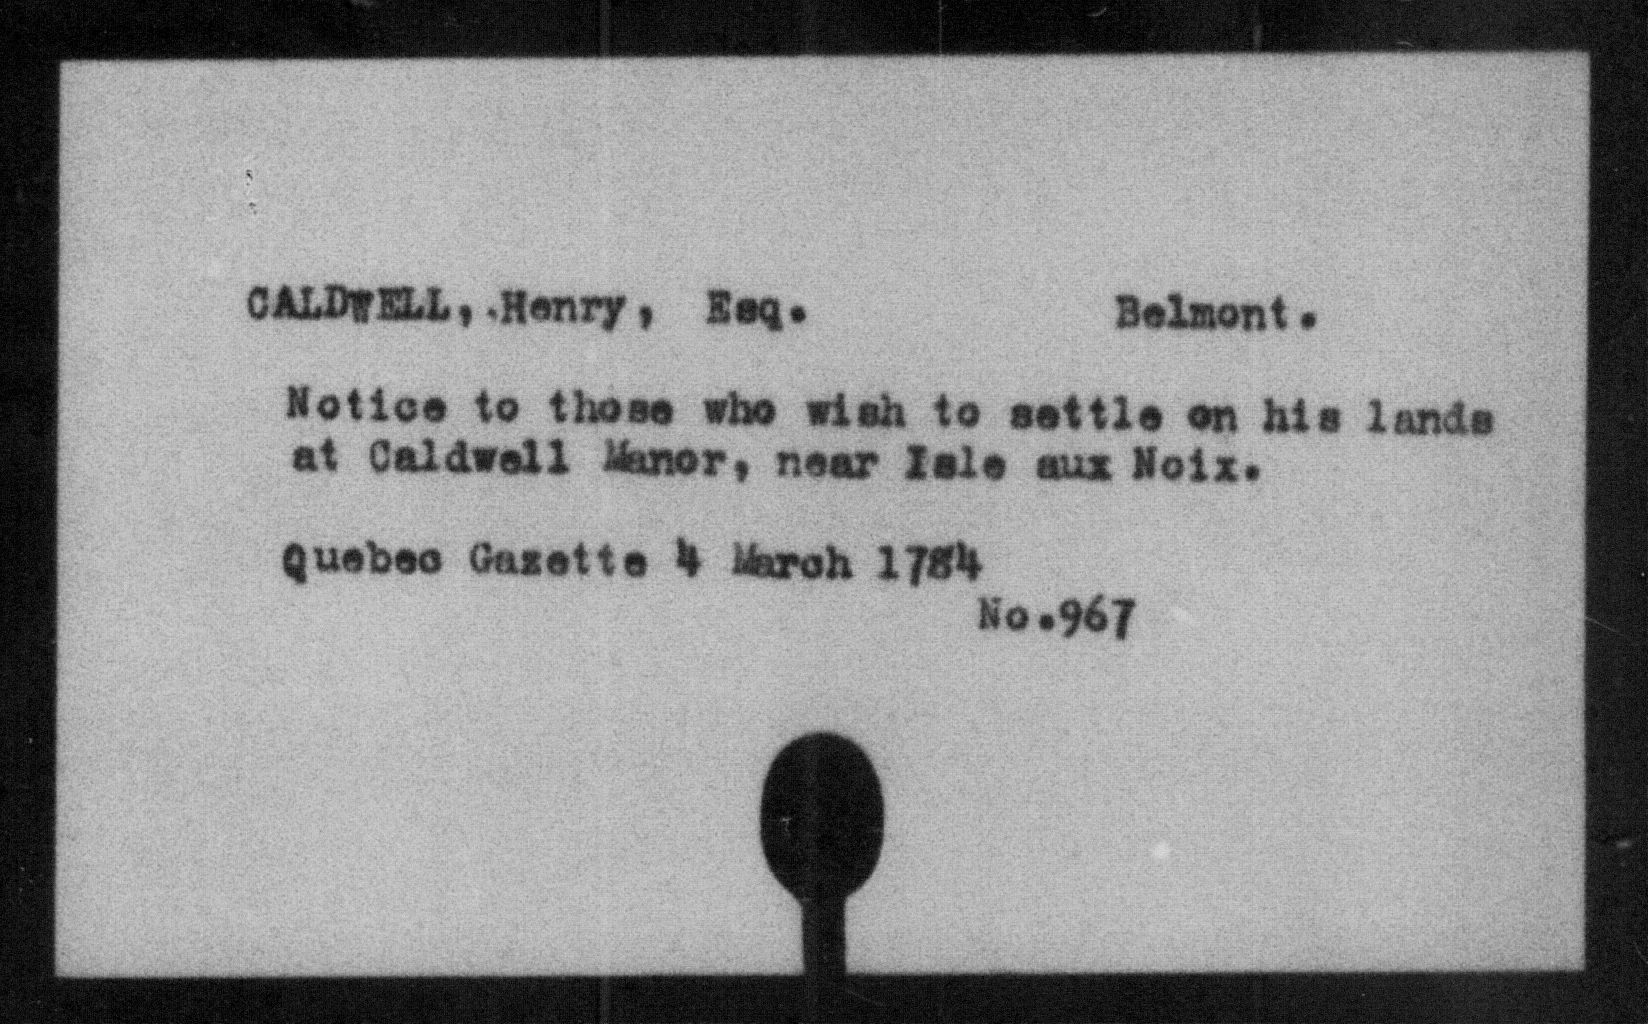 CALDWELL, Henry, Esq. Belmont.
Notice to those who wish to settle on his lands
at Caldwell Manor, near Isle aux Noix.
Quebec Gazette 4 March 1784
No.967